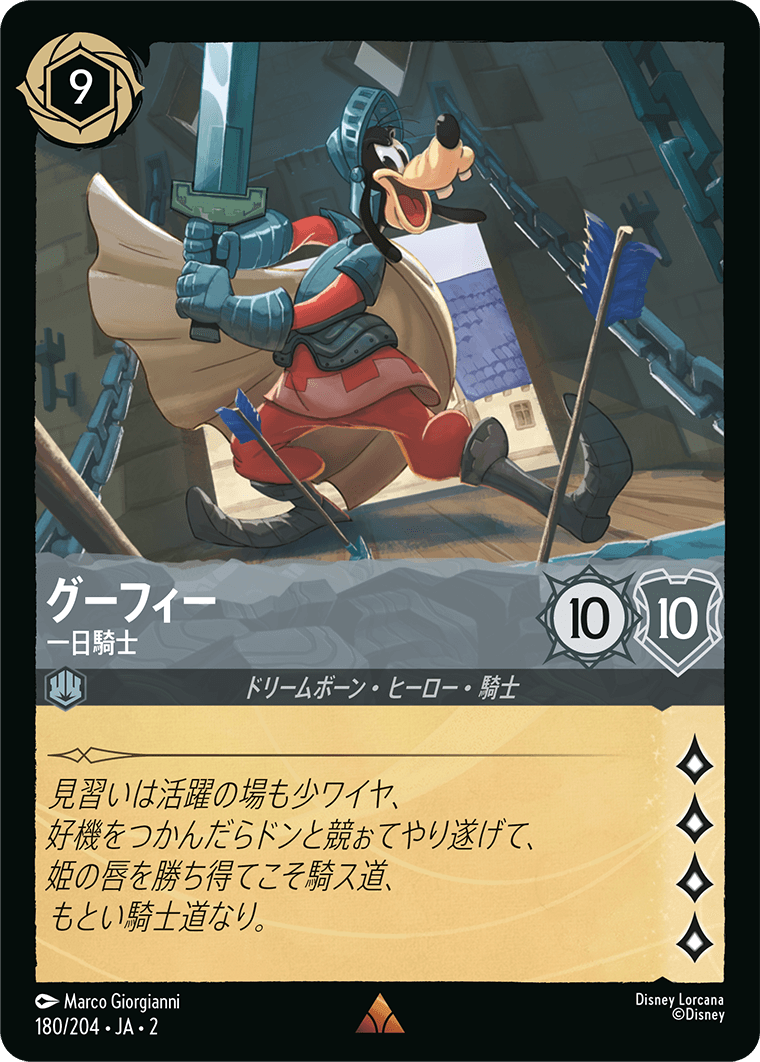 9
グーフィー
一日騎士
10
10
ドリームボーン・ヒーロー・騎士
見習いは活躍の場も少ワイヤ、
好機をつかんだらドンと競ぉてやり遂げて、
姫の唇を勝ち得てこそ騎ス道、
もとい騎士道なり。
Marco Giorgianni
180/204・JA・2
Disney Lorcana
©Disney